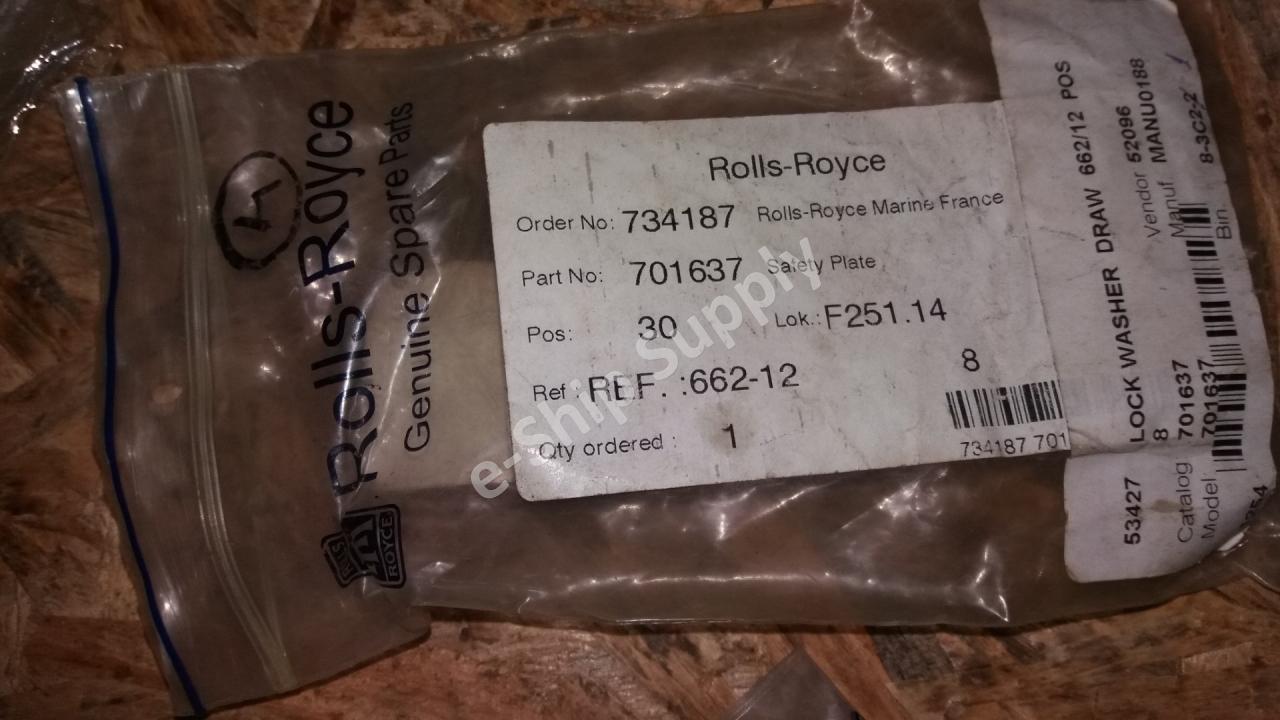 Rolls-Royce
Genuine Spare Parts
ROYCE
Rolls-Royce
Order No: 734187 Rolls-Royce Marine France
Part No: 701637 Safety Plate
Pos: 30 Lok.: F251.14
Ref : REF. :662-12
8
Qty ordered : 1
734187 701
53427 LOCK WASHER DRAW 662/12 POS
8 Vendor 52096
Catalog 701637 Manuf MANU0188
Model 701637 Bin. 8-3C2-2
e-Ship Supply